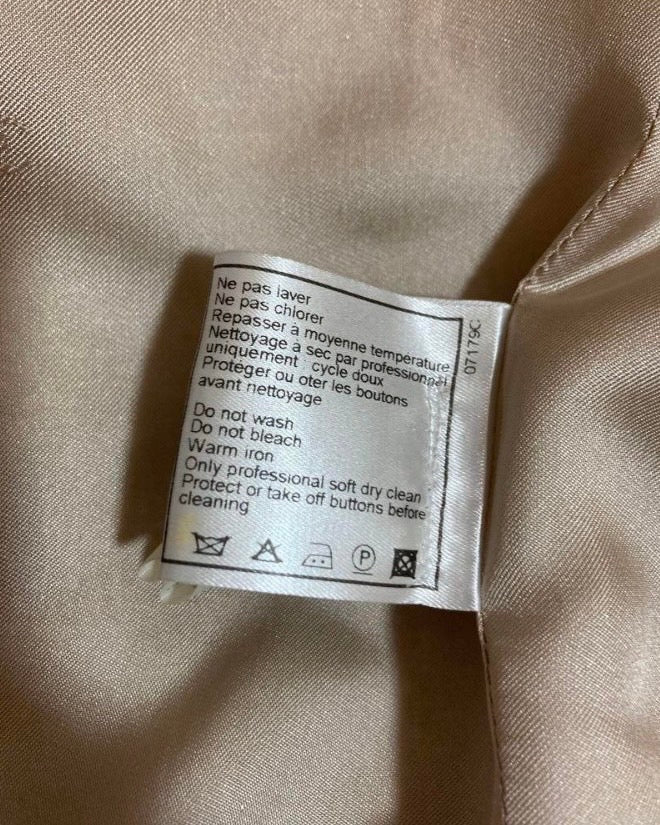 Ne pas laver
Ne pas chlorer
Repasser à moyenne temperature
Nettoyage à sec par professionnel
uniquement : cycle doux
Protéger ou oter les boutons
avant nettoyage
Do not wash
Do not bleach
Warm iron
Only professional soft dry clean
Protect or take off buttons before
cleaning
P
07179C